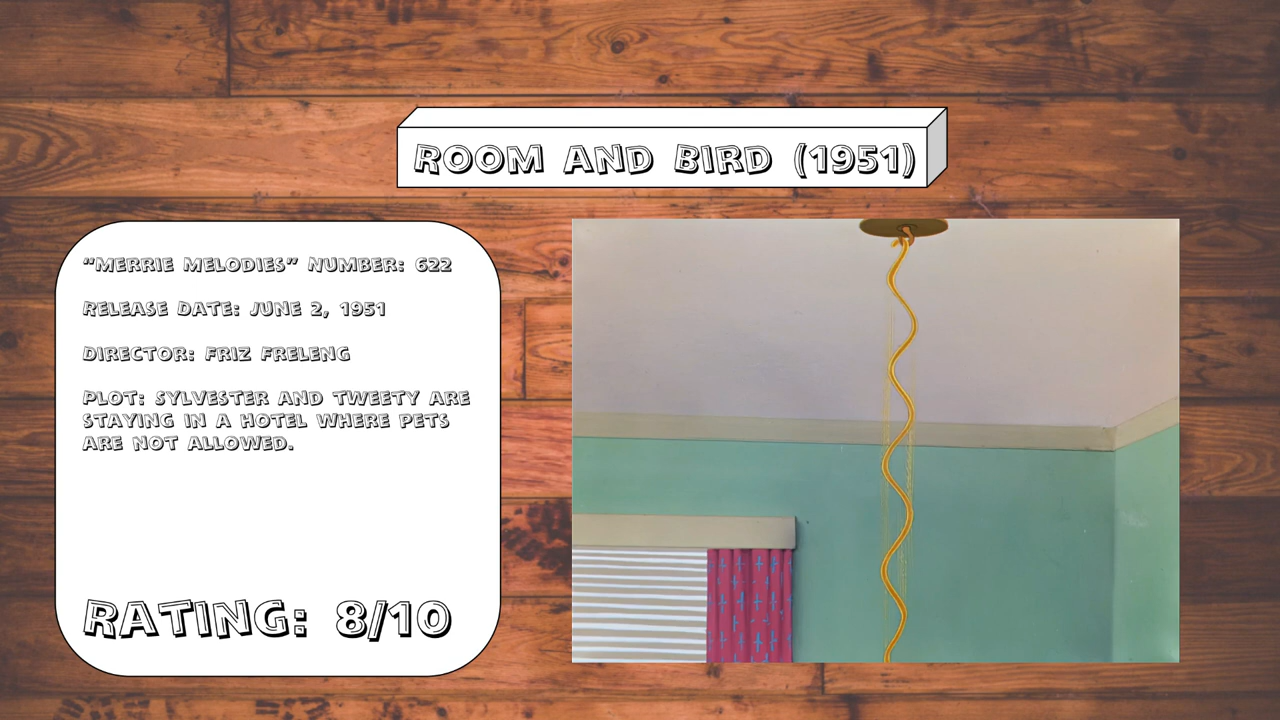 ROOM AND BIRD (1951)
"MERRIE MELODIES" NUMBER: 622
RELEASE DATE: JUNE 2, 1951
DIRECTOR: FRIZ FRELENG
PLOT: SYLVESTER AND TWEETY ARE
STAYING IN A HOTEL WHERE PETS
ARE NOT ALLOWED.
RATING: 8/10